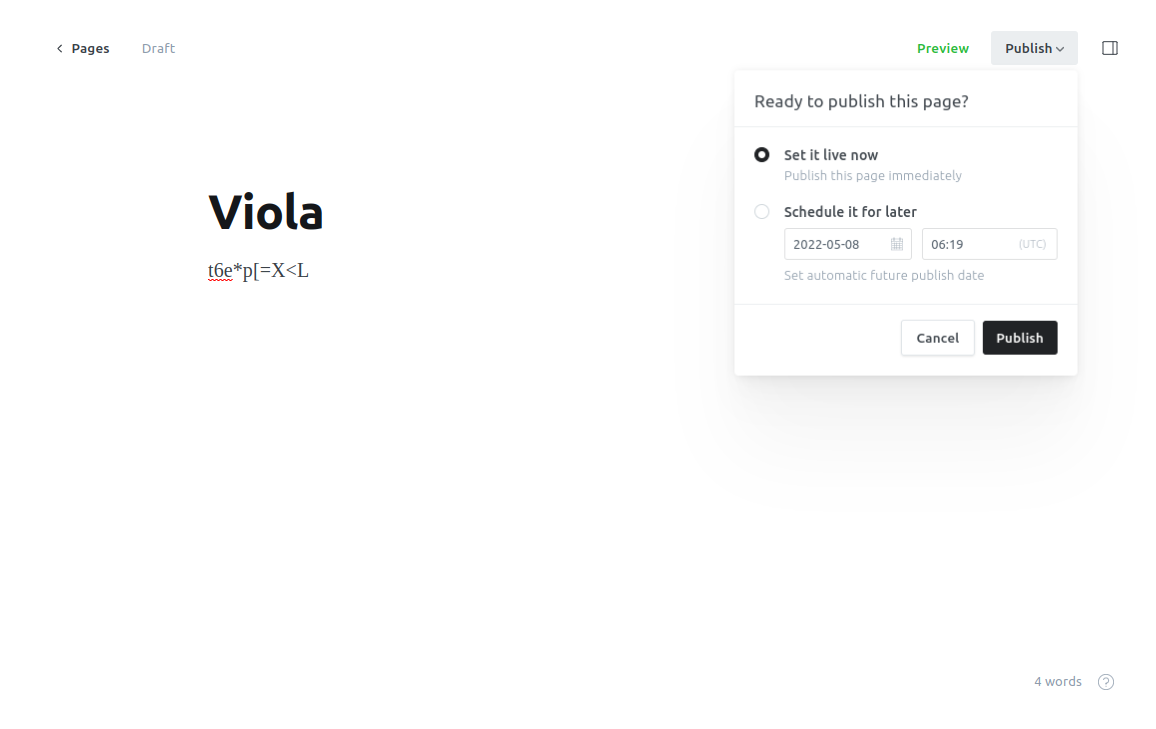 Pages Draft Preview Publish
Ready to publish this page?
Set it live now
Publish this page immediately
Schedule it for later
2022-05-08 06:19 (UTC)
Set automatic future publish date
Cancel Publish
Viola
t6e*p[=X<L
4 words ?